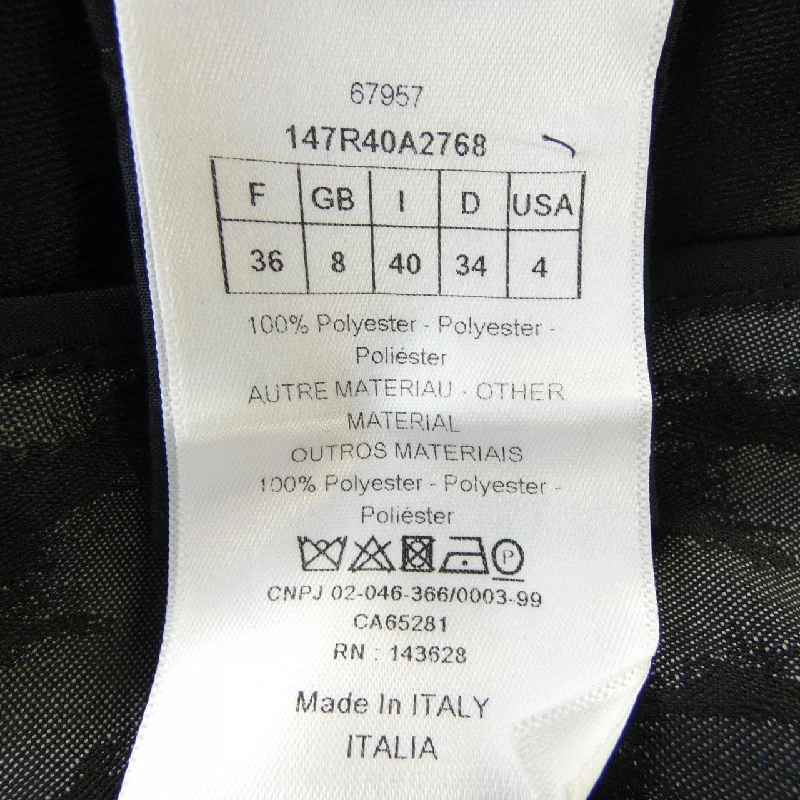 67957
147R40A2768
F GB I D USA
36 8 40 34 4
100% Polyester - Polyester -
Poliéster
AUTRE MATERIAU - OTHER
MATERIAL
OUTROS MATERIAIS
100% Polyester - Polyester -
Poliéster
P
CNPJ 02-046-366/0003-99
CA65281
RN : 143628
Made In ITALY
ITALIA